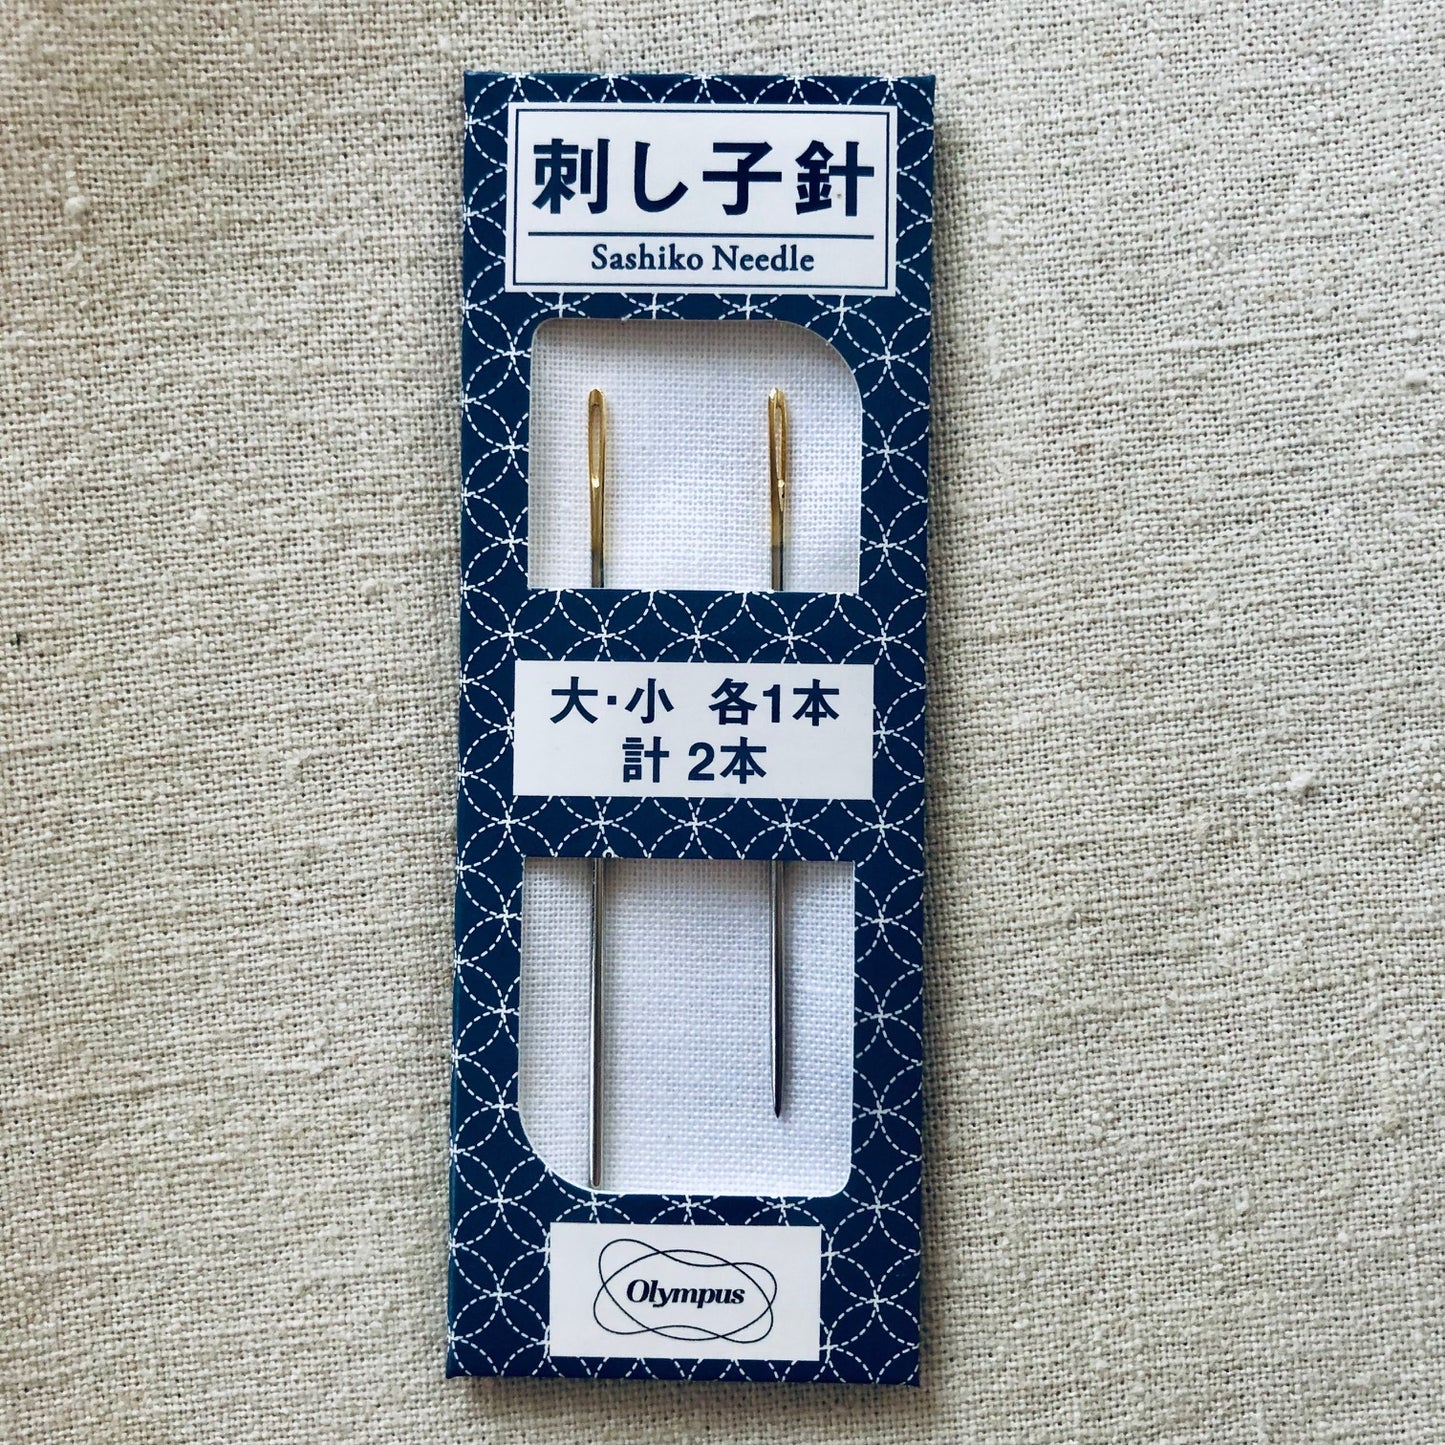 刺し子針
Sashiko Needle
大・小 各1本
計 2本
Olympus